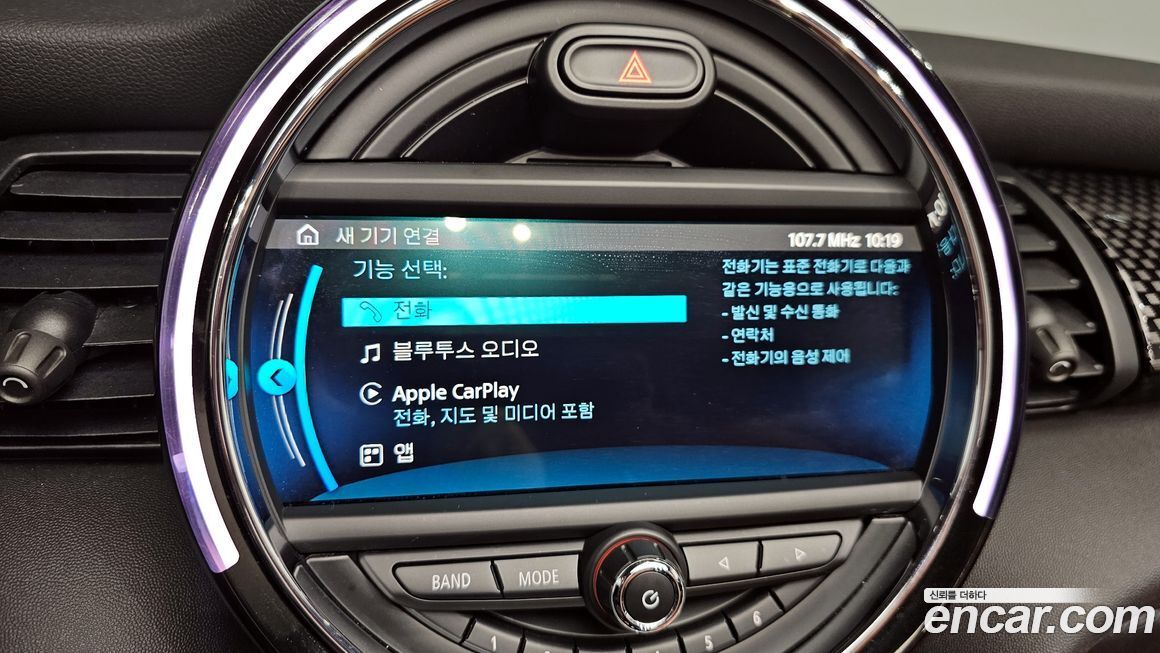 새 기기 연결
107.7 MHz 10:19
기능 선택:
전화
블루투스 오디오
Apple CarPlay
전화, 지도 및 미디어 포함
앱
전화기는 표준 전화기로 다음과
같은 기능용으로 사용됩니다:
- 발신 및 수신 통화
- 연락처
- 전화기의 음성 제어
BAND
MODE
1
5
6
신뢰를 더하다
encar.com